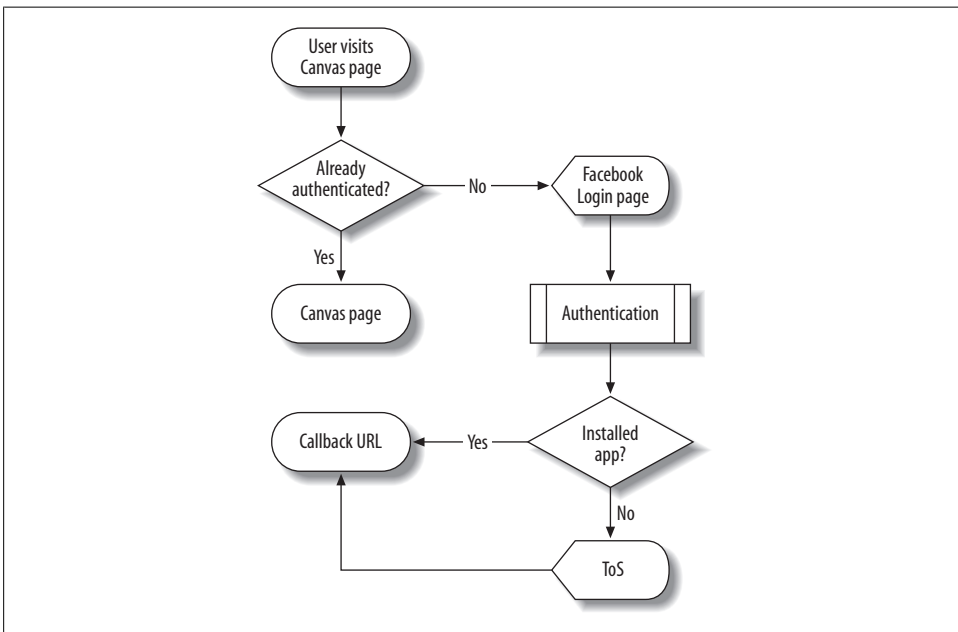 User visits
Canvas page
Already
authenticated?
No
Facebook
Login page
Yes
Canvas page
Authentication
Callback URL
Yes
Installed
app?
No
ToS